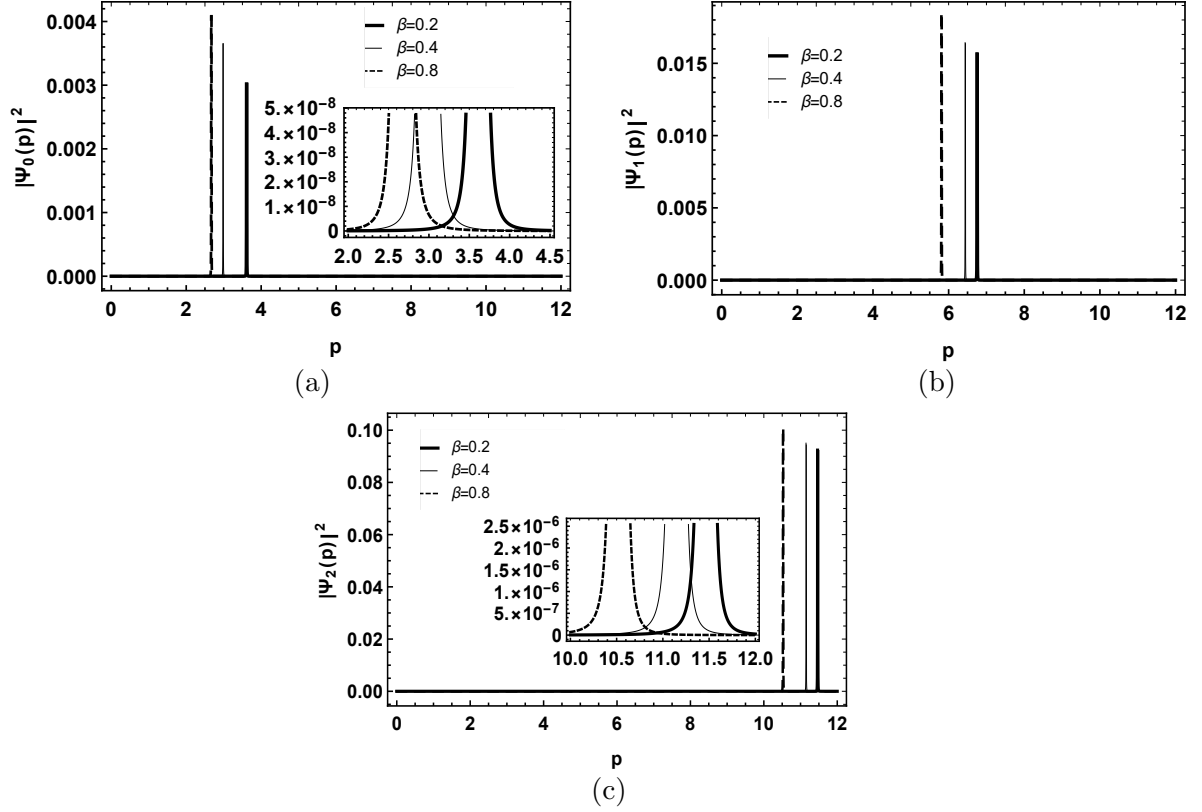 |Ψ₀(p)|²
0.004
0.003
0.002
0.001
0.000
β=0.2
β=0.4
β=0.8
5.×10⁻⁸
4.×10⁻⁸
3.×10⁻⁸
2.×10⁻⁸
1.×10⁻⁸
0
2.0 2.5 3.0 3.5 4.0 4.5
0 2 4 6 8 10 12
p
(a)
|Ψ₁(p)|²
0.015
0.010
0.005
0.000
β=0.2
β=0.4
β=0.8
0 2 4 6 8 10 12
p
(b)
|Ψ₂(p)|²
0.10
0.08
0.06
0.04
0.02
0.00
β=0.2
β=0.4
β=0.8
2.5×10⁻⁶
2.×10⁻⁶
1.5×10⁻⁶
1.×10⁻⁶
5.×10⁻⁷
0
10.0 10.5 11.0 11.5 12.0
0 2 4 6 8 10 12
p
(c)